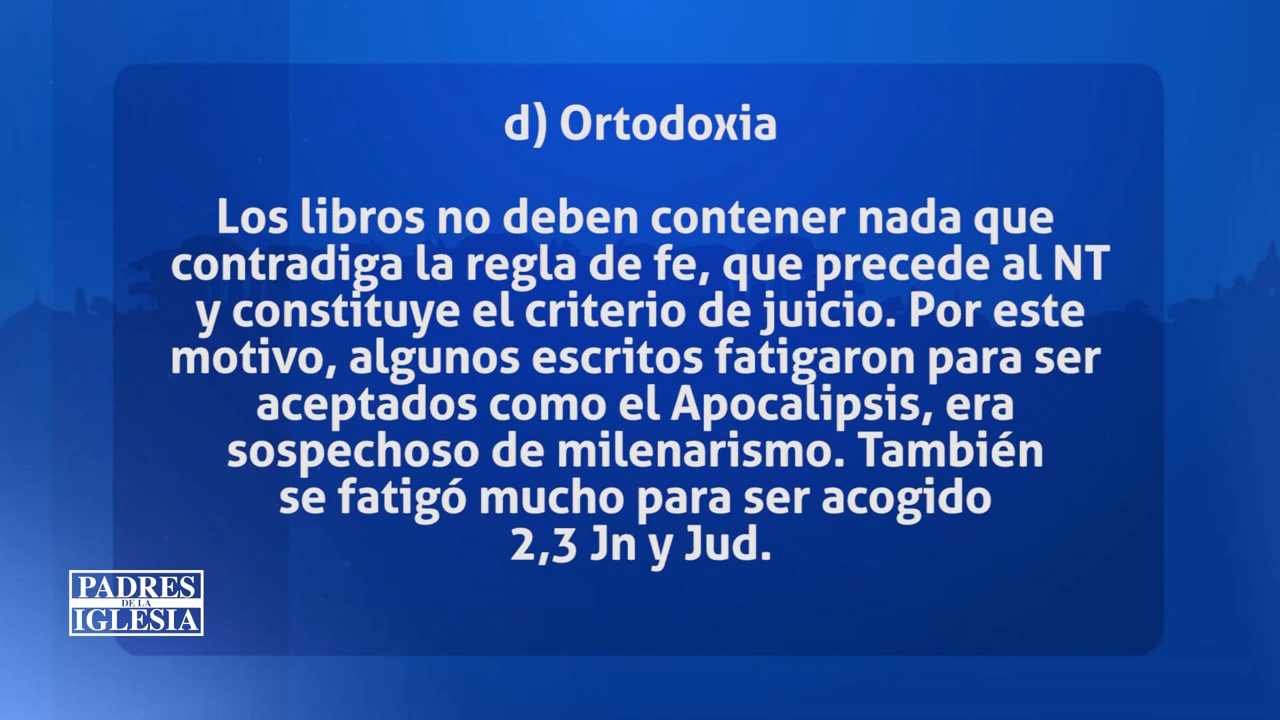 d) Ortodoxia
Los libros no deben contener nada que
contradiga la regla de fe, que precede al NT
y constituye el criterio de juicio. Por este
motivo, algunos escritos fatigaron para ser
aceptados como el Apocalipsis, era
sospechoso de milenarismo. También
se fatigó mucho para ser acogido
2,3 Jn y Jud.
PADRES
DE LA
IGLESIA